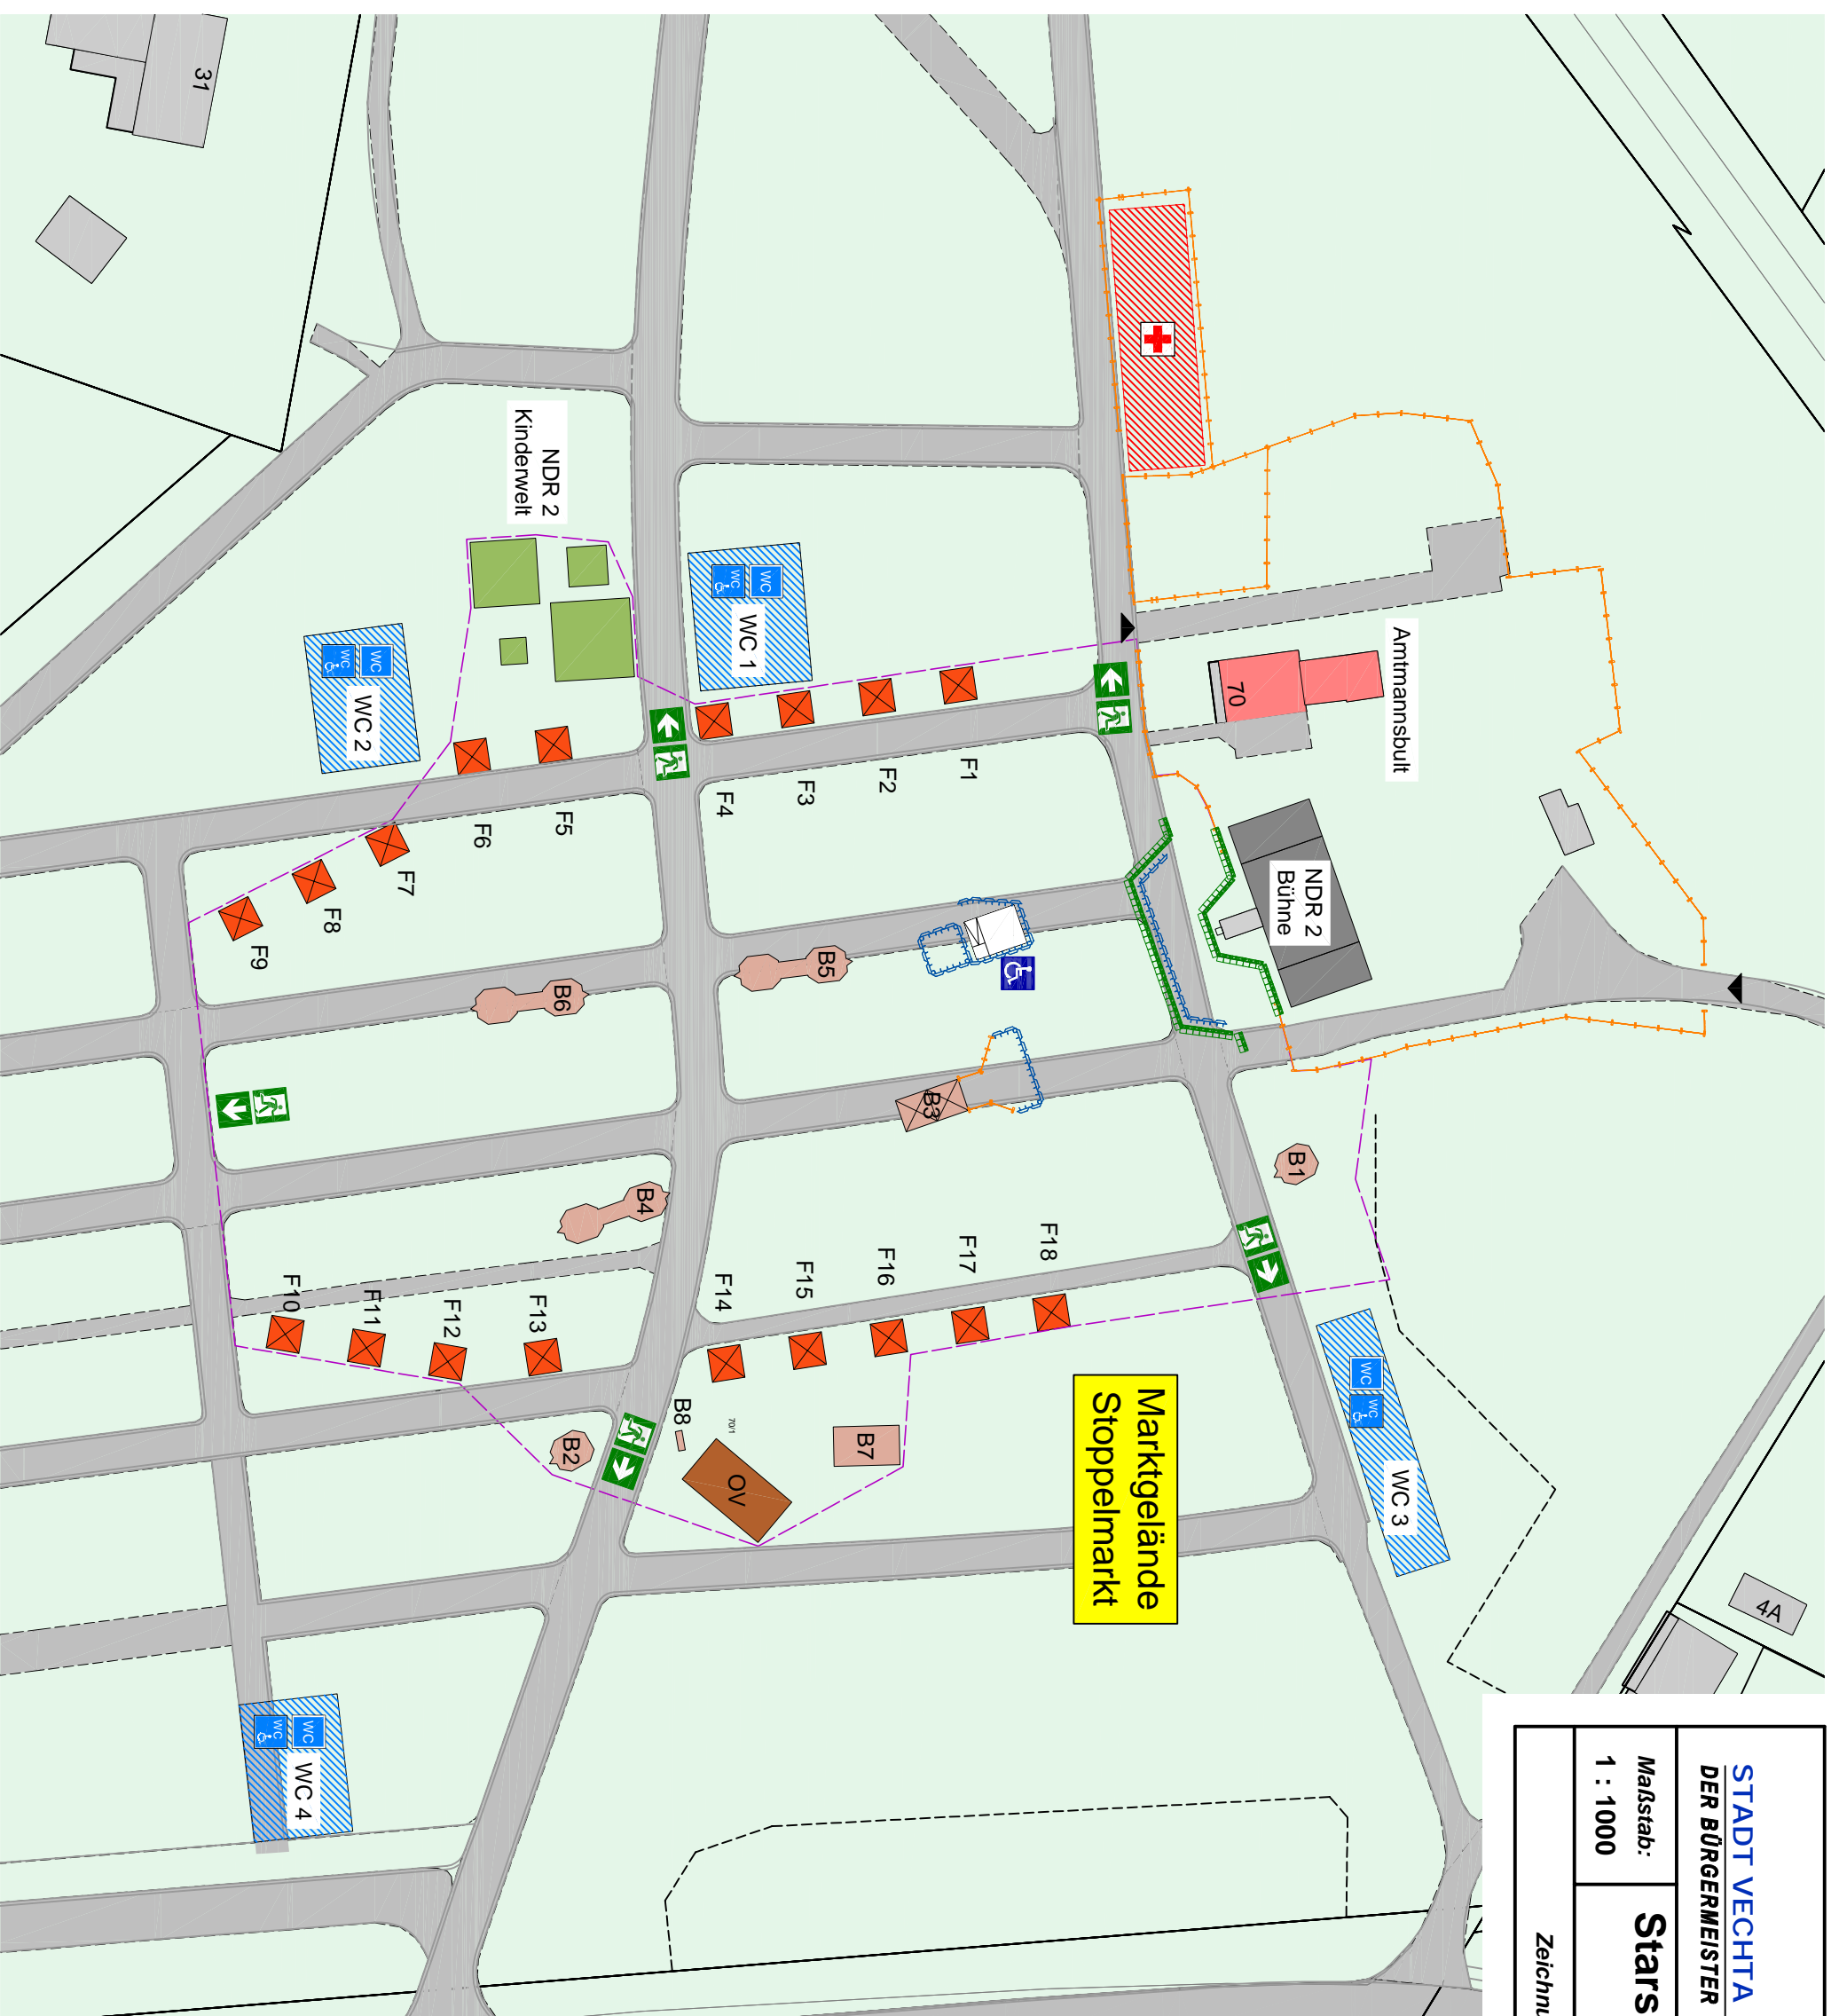 STADT VECHTA
DER BÜRGERMEISTER
Maßstab:
1 : 1000
Stars
Zeichnu
4A
Amtmannsbult
70
NDR 2
Bühne
WC
WC
WC 3
Marktgelände
Stoppelmarkt
B1
F1
F2
F3
F4
F5
F6
F7
F8
F9
B5
B6
B3
B4
F18
F17
F16
F15
F14
F13
F12
F11
F10
B7
B8
70/1
OV
B2
WC
WC
WC 1
NDR 2
Kinderwelt
WC
WC
WC 2
WC
WC
WC 4
31